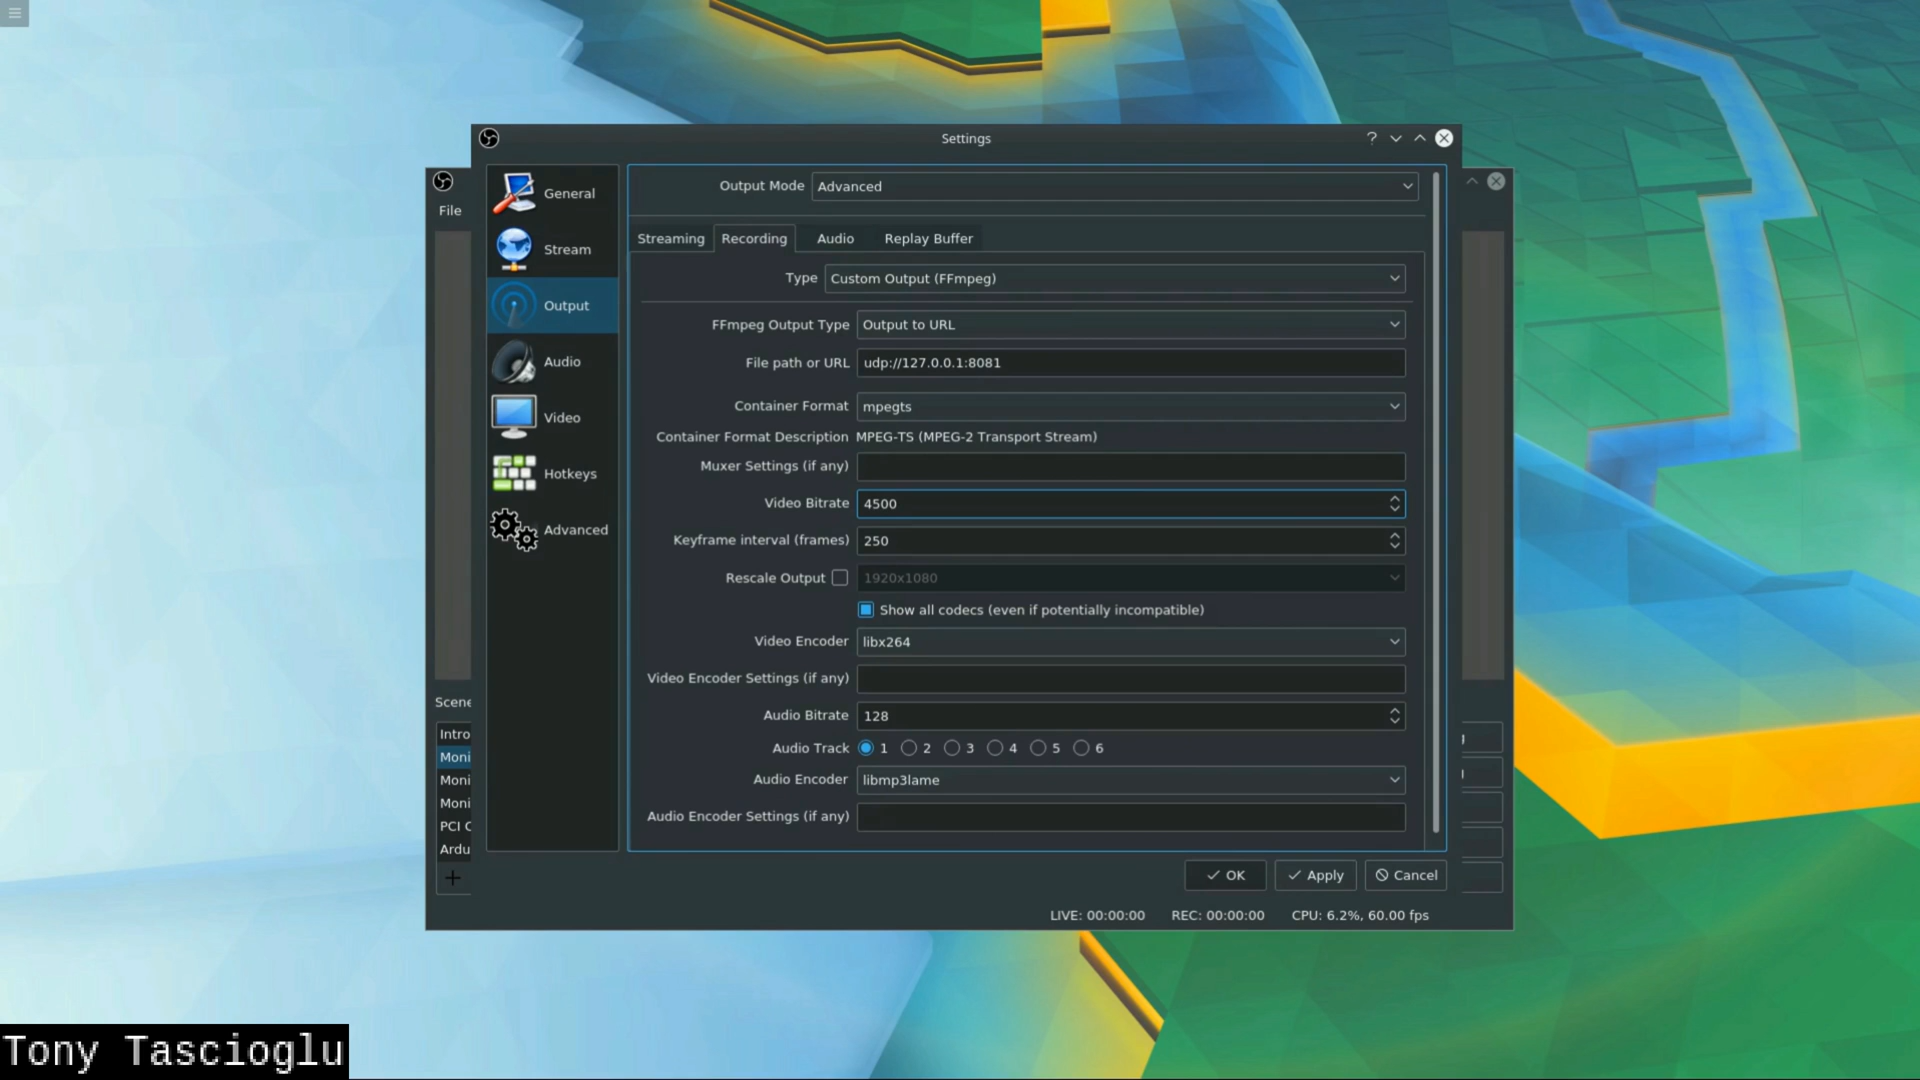 Settings
?
File
General
Stream
Output
Audio
Video
Hotkeys
Advanced
Output Mode Advanced
Streaming Recording Audio Replay Buffer
Type Custom Output (FFmpeg)
FFmpeg Output Type Output to URL
File path or URL udp://127.0.0.1:8081
Container Format mpegts
Container Format Description MPEG-TS (MPEG-2 Transport Stream)
Muxer Settings (if any)
Video Bitrate 4500
Keyframe interval (frames) 250
Rescale Output 1920x1080
Show all codecs (even if potentially incompatible)
Video Encoder libx264
Video Encoder Settings (if any)
Audio Bitrate 128
Audio Track 1 2 3 4 5 6
Audio Encoder libmp3lame
Audio Encoder Settings (if any)
OK Apply Cancel
Scene
Intro
Moni
Moni
Moni
PCI C
Ardu
LIVE: 00:00:00 REC: 00:00:00 CPU: 6.2%, 60.00 fps
Tony Tascioglu